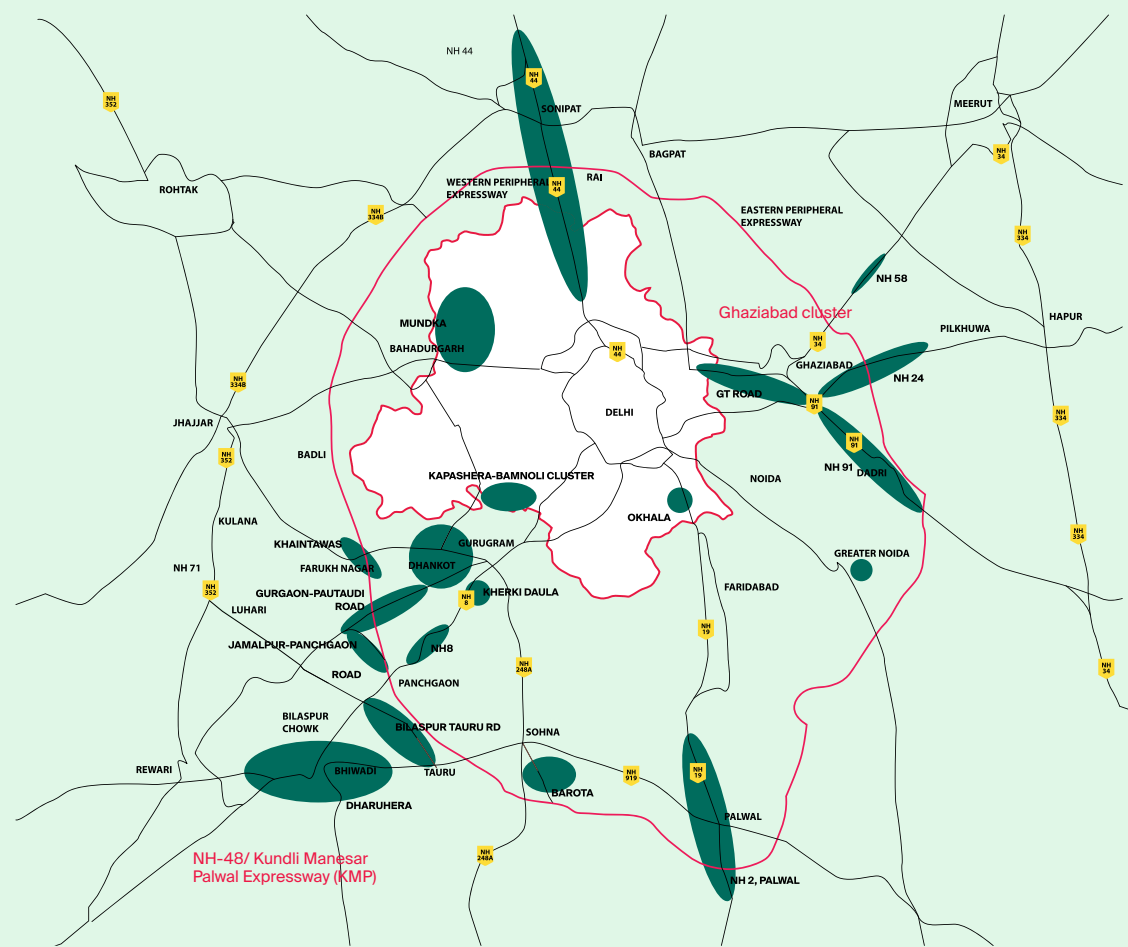 NH 44
NH
44
NH
352
SONIPAT
MEERUT
BAGPAT
NH
34
RAI
WESTERN PERIPHERAL
EXPRESSWAY
NH
44
ROHTAK
NH
334B
EASTERN PERIPHERAL
EXPRESSWAY
NH
334
NH 58
Ghaziabad cluster
HAPUR
MUNDKA
PILKHUWA
NH
34
BAHADURGARH
NH
44
GHAZIABAD
NH 24
NH
334B
GT ROAD
NH
91
DELHI
NH
334
JHAJJAR
NH
91
BADLI
NH
352
NH 91
DADRI
KAPASHERA-BAMNOLI CLUSTER
NOIDA
OKHALA
KULANA
NH
334
KHAINTAWAS
GURUGRAM
GREATER NOIDA
FARUKH NAGAR
DHANKOT
NH 71
NH
352
GURGAON-PAUTAUDI
ROAD
NH
8
KHERKI DAULA
FARIDABAD
LUHARI
NH
19
JAMALPUR-PANCHGAON
ROAD
NH8
NH
248A
NH
34
PANCHGAON
BILASPUR
CHOWK
BILASPUR TAURU RD
SOHNA
REWARI
BHIWADI
TAURU
NH
919
NH
19
BAROTA
DHARUHERA
PALWAL
NH
248A
NH-48/ Kundli Manesar
Palwal Expressway (KMP)
NH 2, PALWAL